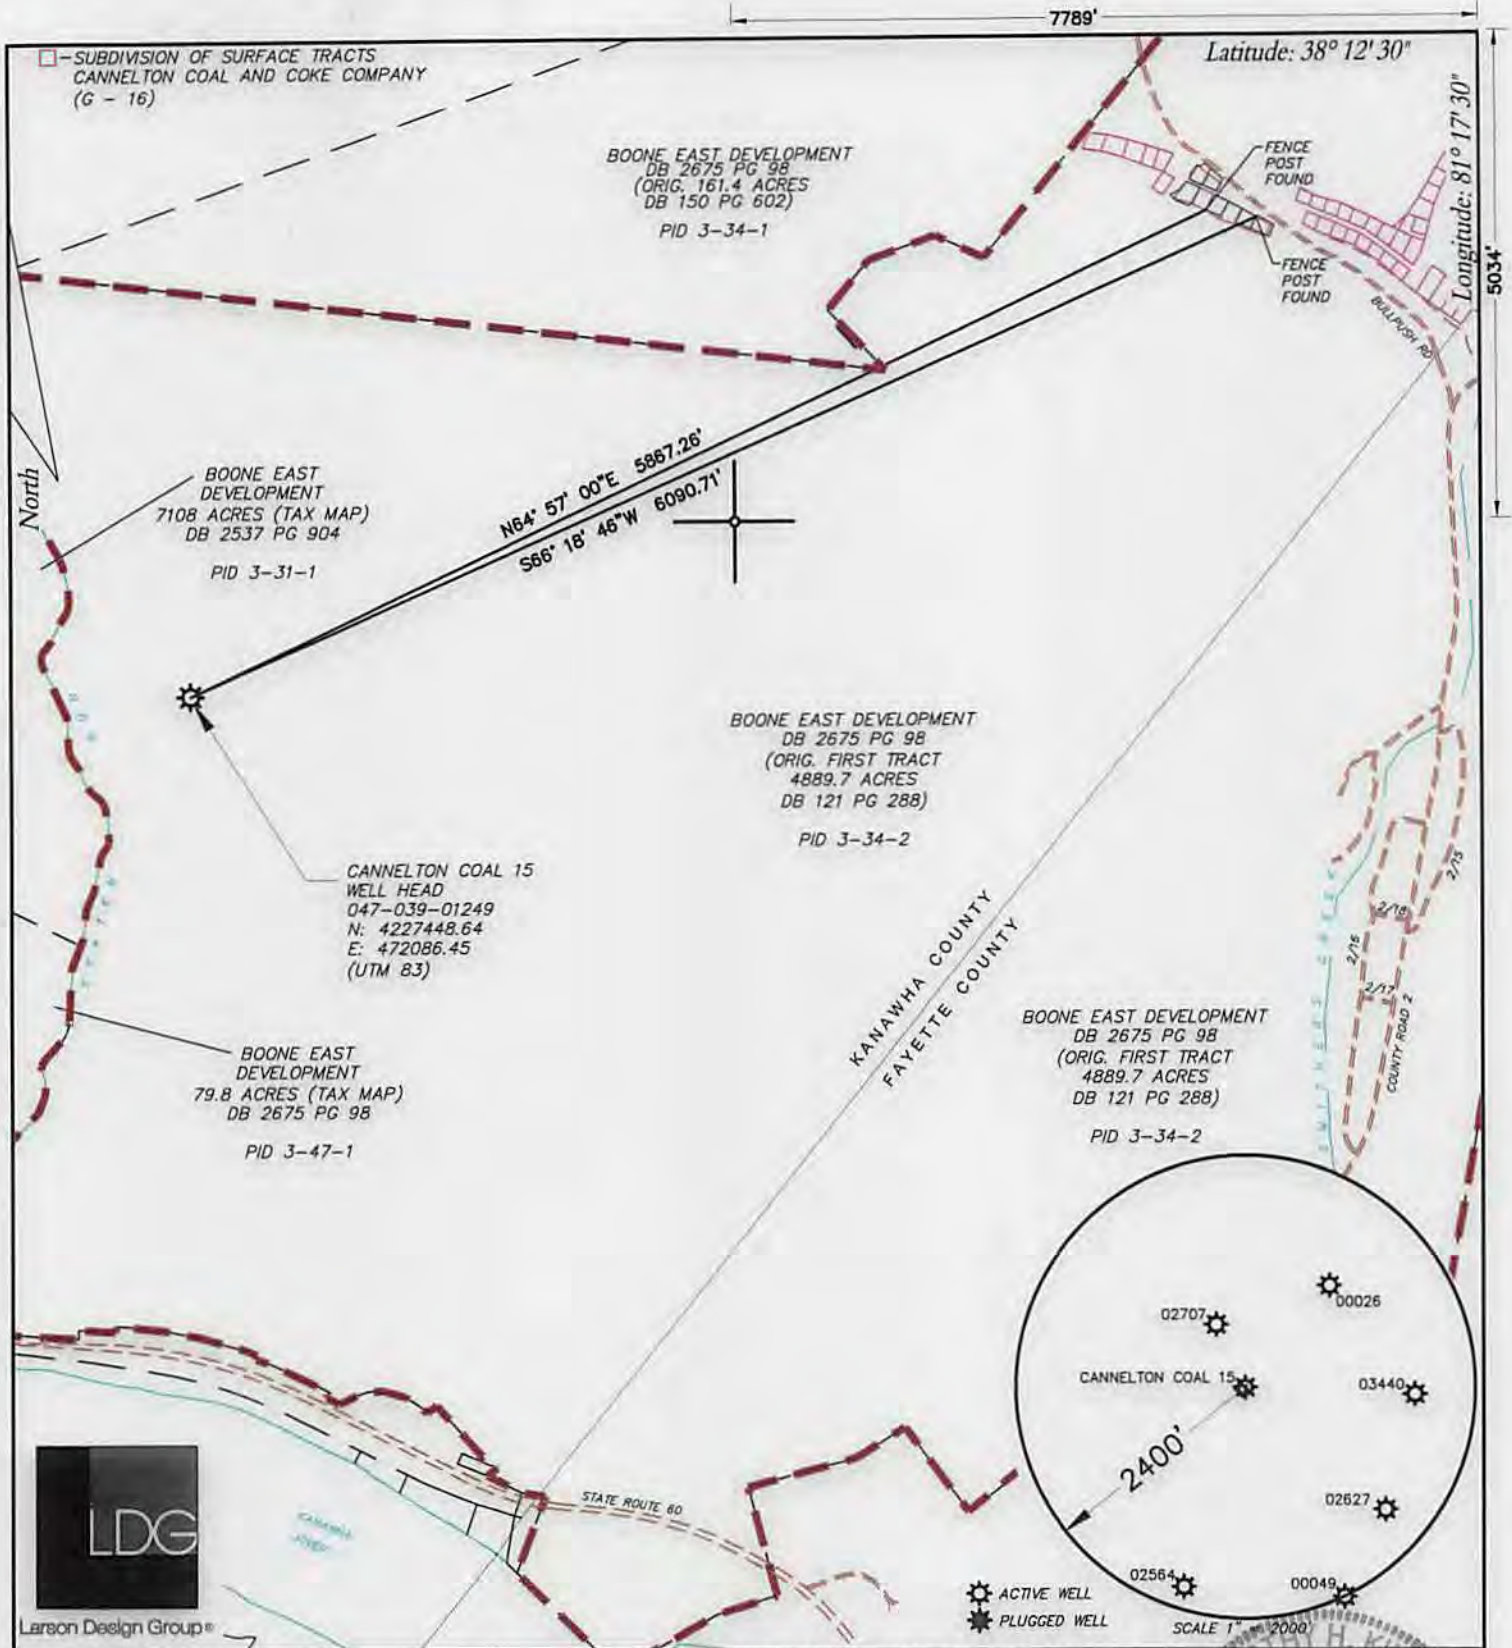 7789'
SUBDIVISION OF SURFACE TRACTS
CANNELTON COAL AND COKE COMPANY
(G - 16)
Latitude: 38° 12' 30"
Longitude: 81° 17' 30"
5034'
BOONE EAST DEVELOPMENT
DB 2675 PG 98
(ORIG. 161.4 ACRES
DB 150 PG 602)
PID 3-34-1
FENCE
POST
FOUND
FENCE
POST
FOUND
BULLPUSH RD
North
BOONE EAST
DEVELOPMENT
7108 ACRES (TAX MAP)
DB 2537 PG 904
PID 3-31-1
N64° 57' 00"E 5867.26'
S66° 18' 46"W 6090.71'
BOONE EAST DEVELOPMENT
DB 2675 PG 98
(ORIG. FIRST TRACT
4889.7 ACRES
DB 121 PG 288)
PID 3-34-2
CANNELTON COAL 15
WELL HEAD
047-039-01249
N: 4227448.64
E: 472086.45
(UTM 83)
KANAWHA COUNTY
FAYETTE COUNTY
2/15
2/18
2/16
2/17
COUNTY ROAD 2
SMITHERS CREEK
BOONE EAST
DEVELOPMENT
79.8 ACRES (TAX MAP)
DB 2675 PG 98
PID 3-47-1
BOONE EAST DEVELOPMENT
DB 2675 PG 98
(ORIG. FIRST TRACT
4889.7 ACRES
DB 121 PG 288)
PID 3-34-2
00026
02707
CANNELTON COAL 15
03440
2400'
02627
02564
00049
STATE ROUTE 60
KANAWHA
RIVER
ACTIVE WELL
PLUGGED WELL
SCALE 1" = 2000'
LDG
Larson Design Group®